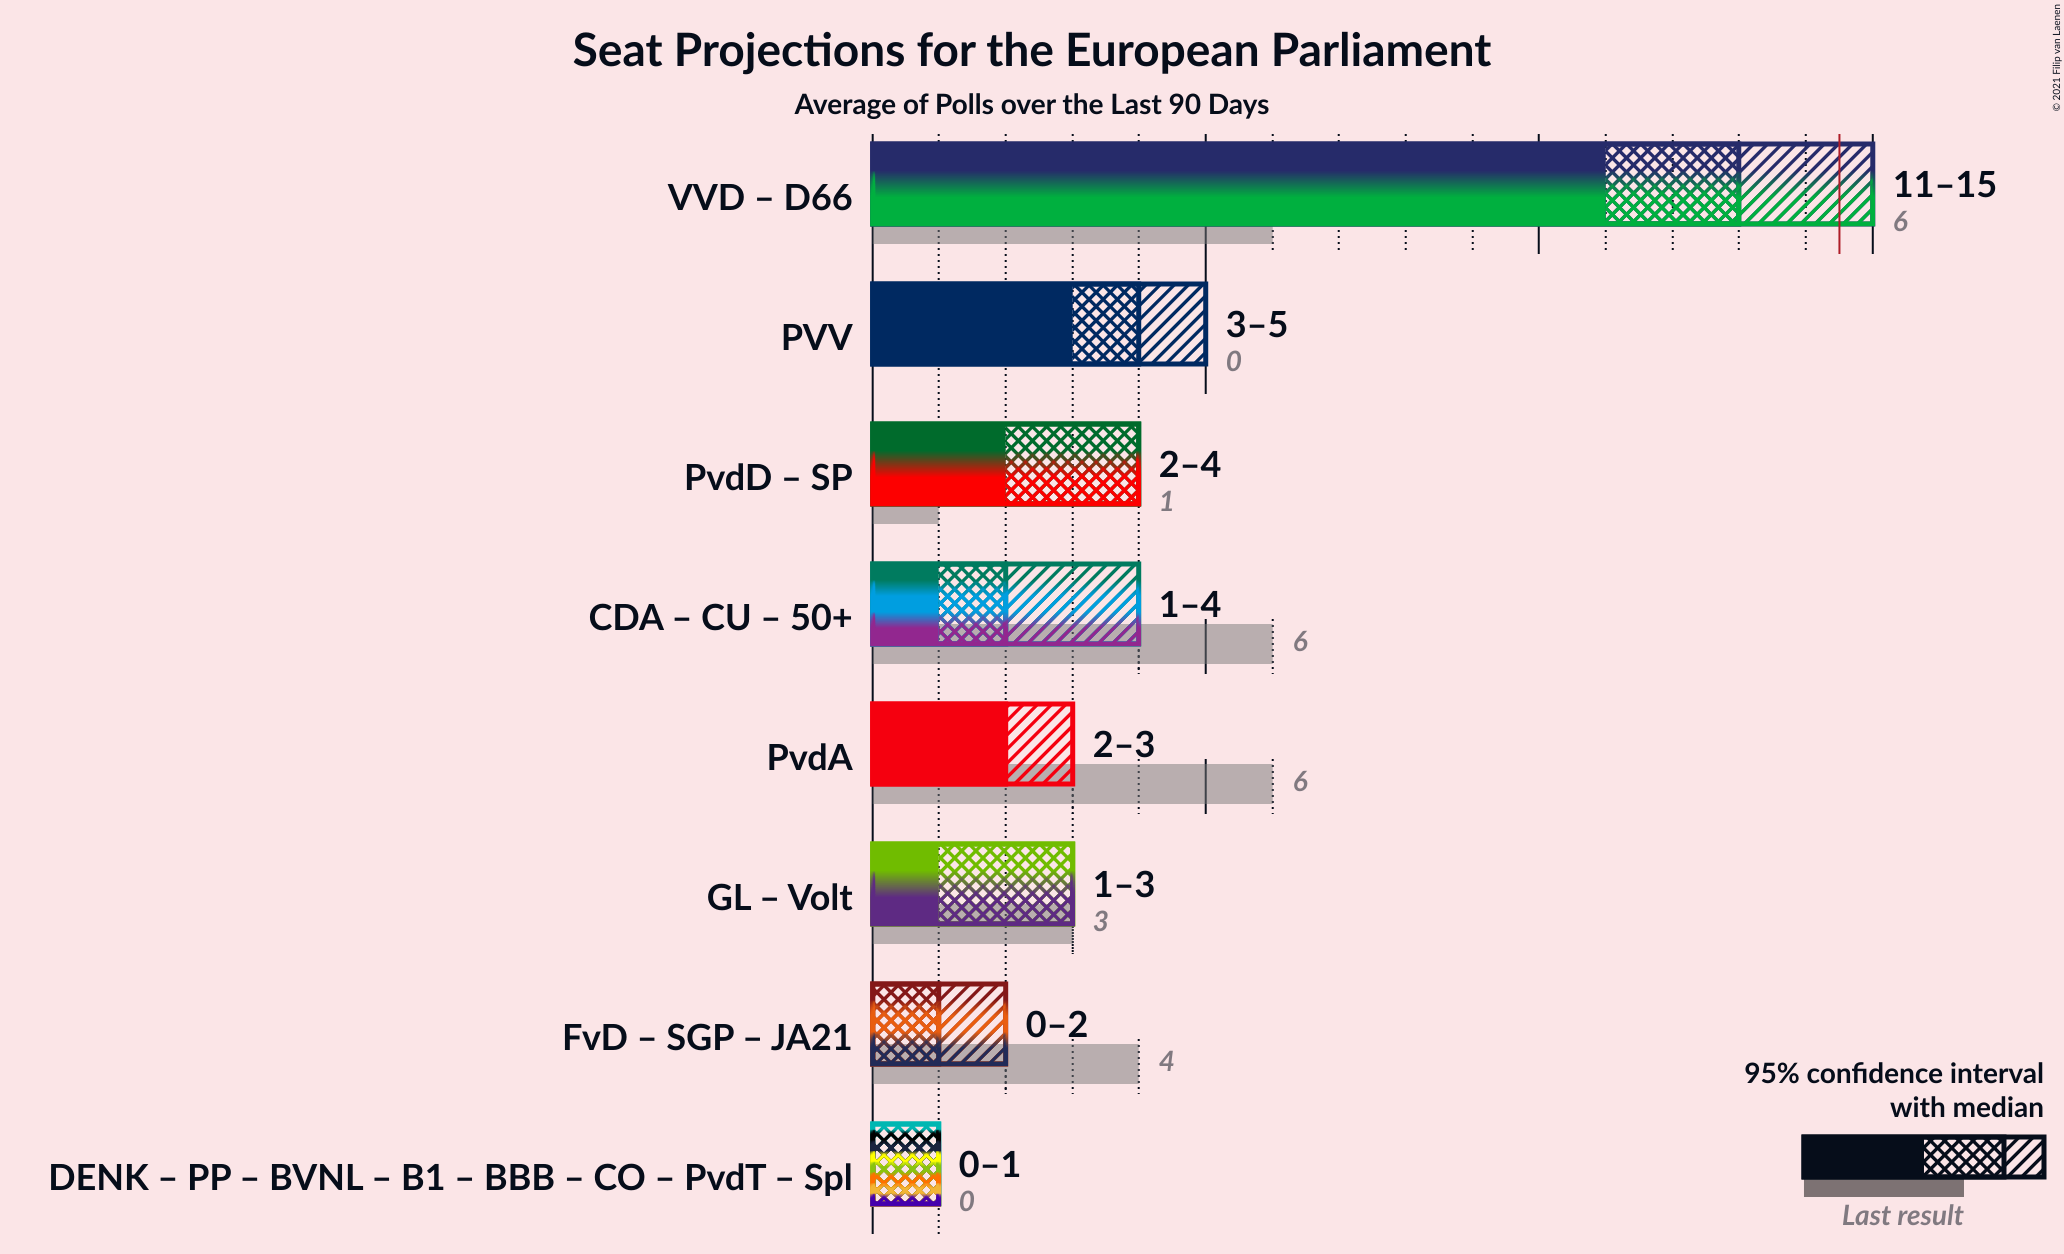 Seat Projections for the European Parliament
Average of Polls over the Last 90 Days
© 2021 Filip van Laenen
VVD – D66
11–15
6
PVV
3–5
0
PvdD – SP
2–4
1
CDA – CU – 50+
1–4
6
PvdA
2–3
6
GL – Volt
1–3
3
FvD – SGP – JA21
0–2
4
DENK – PP – BVNL – B1 – BBB – CO – PvdT – Spl
0–1
0
95% confidence interval
with median
Last result